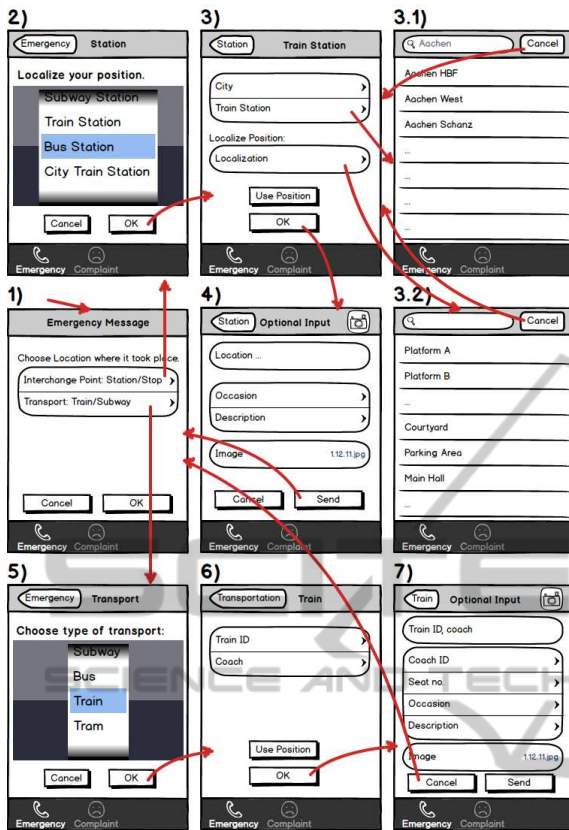 2)
Emergency Station
Localize your position.
Subway Station
Train Station
Bus Station
City Train Station
Cancel OK
Emergency Complaint
3)
Station Train Station
City
Train Station
Localize Position:
Localization
Use Position
OK
Emergency Complaint
3.1)
Aachen Cancel
Aachen HBF
Aachen West
Aachen Schanz
...
...
...
...
Emergency Complaint
1)
Emergency Message
Choose Location where it took place.
Interchange Point: Station/Stop
Transport: Train/Subway
Cancel OK
Emergency Complaint
4)
Station Optional Input
Location ...
Occasion
Description
Image 1.12.11.jpg
Cancel Send
Emergency Complaint
3.2)
Cancel
Platform A
Platform B
...
Courtyard
Parking Area
Main Hall
...
Emergency Complaint
5)
Emergency Transport
Choose type of transport:
Subway
Bus
Train
Tram
Cancel OK
Emergency Complaint
6)
Transportation Train
Train ID
Coach
Use Position
OK
Emergency Complaint
7)
Train Optional Input
Train ID, coach
Coach ID
Seat no.
Occasion
Description
Image 1.12.11.jpg
Cancel Send
Emergency Complaint
SCIENCE AND TECH